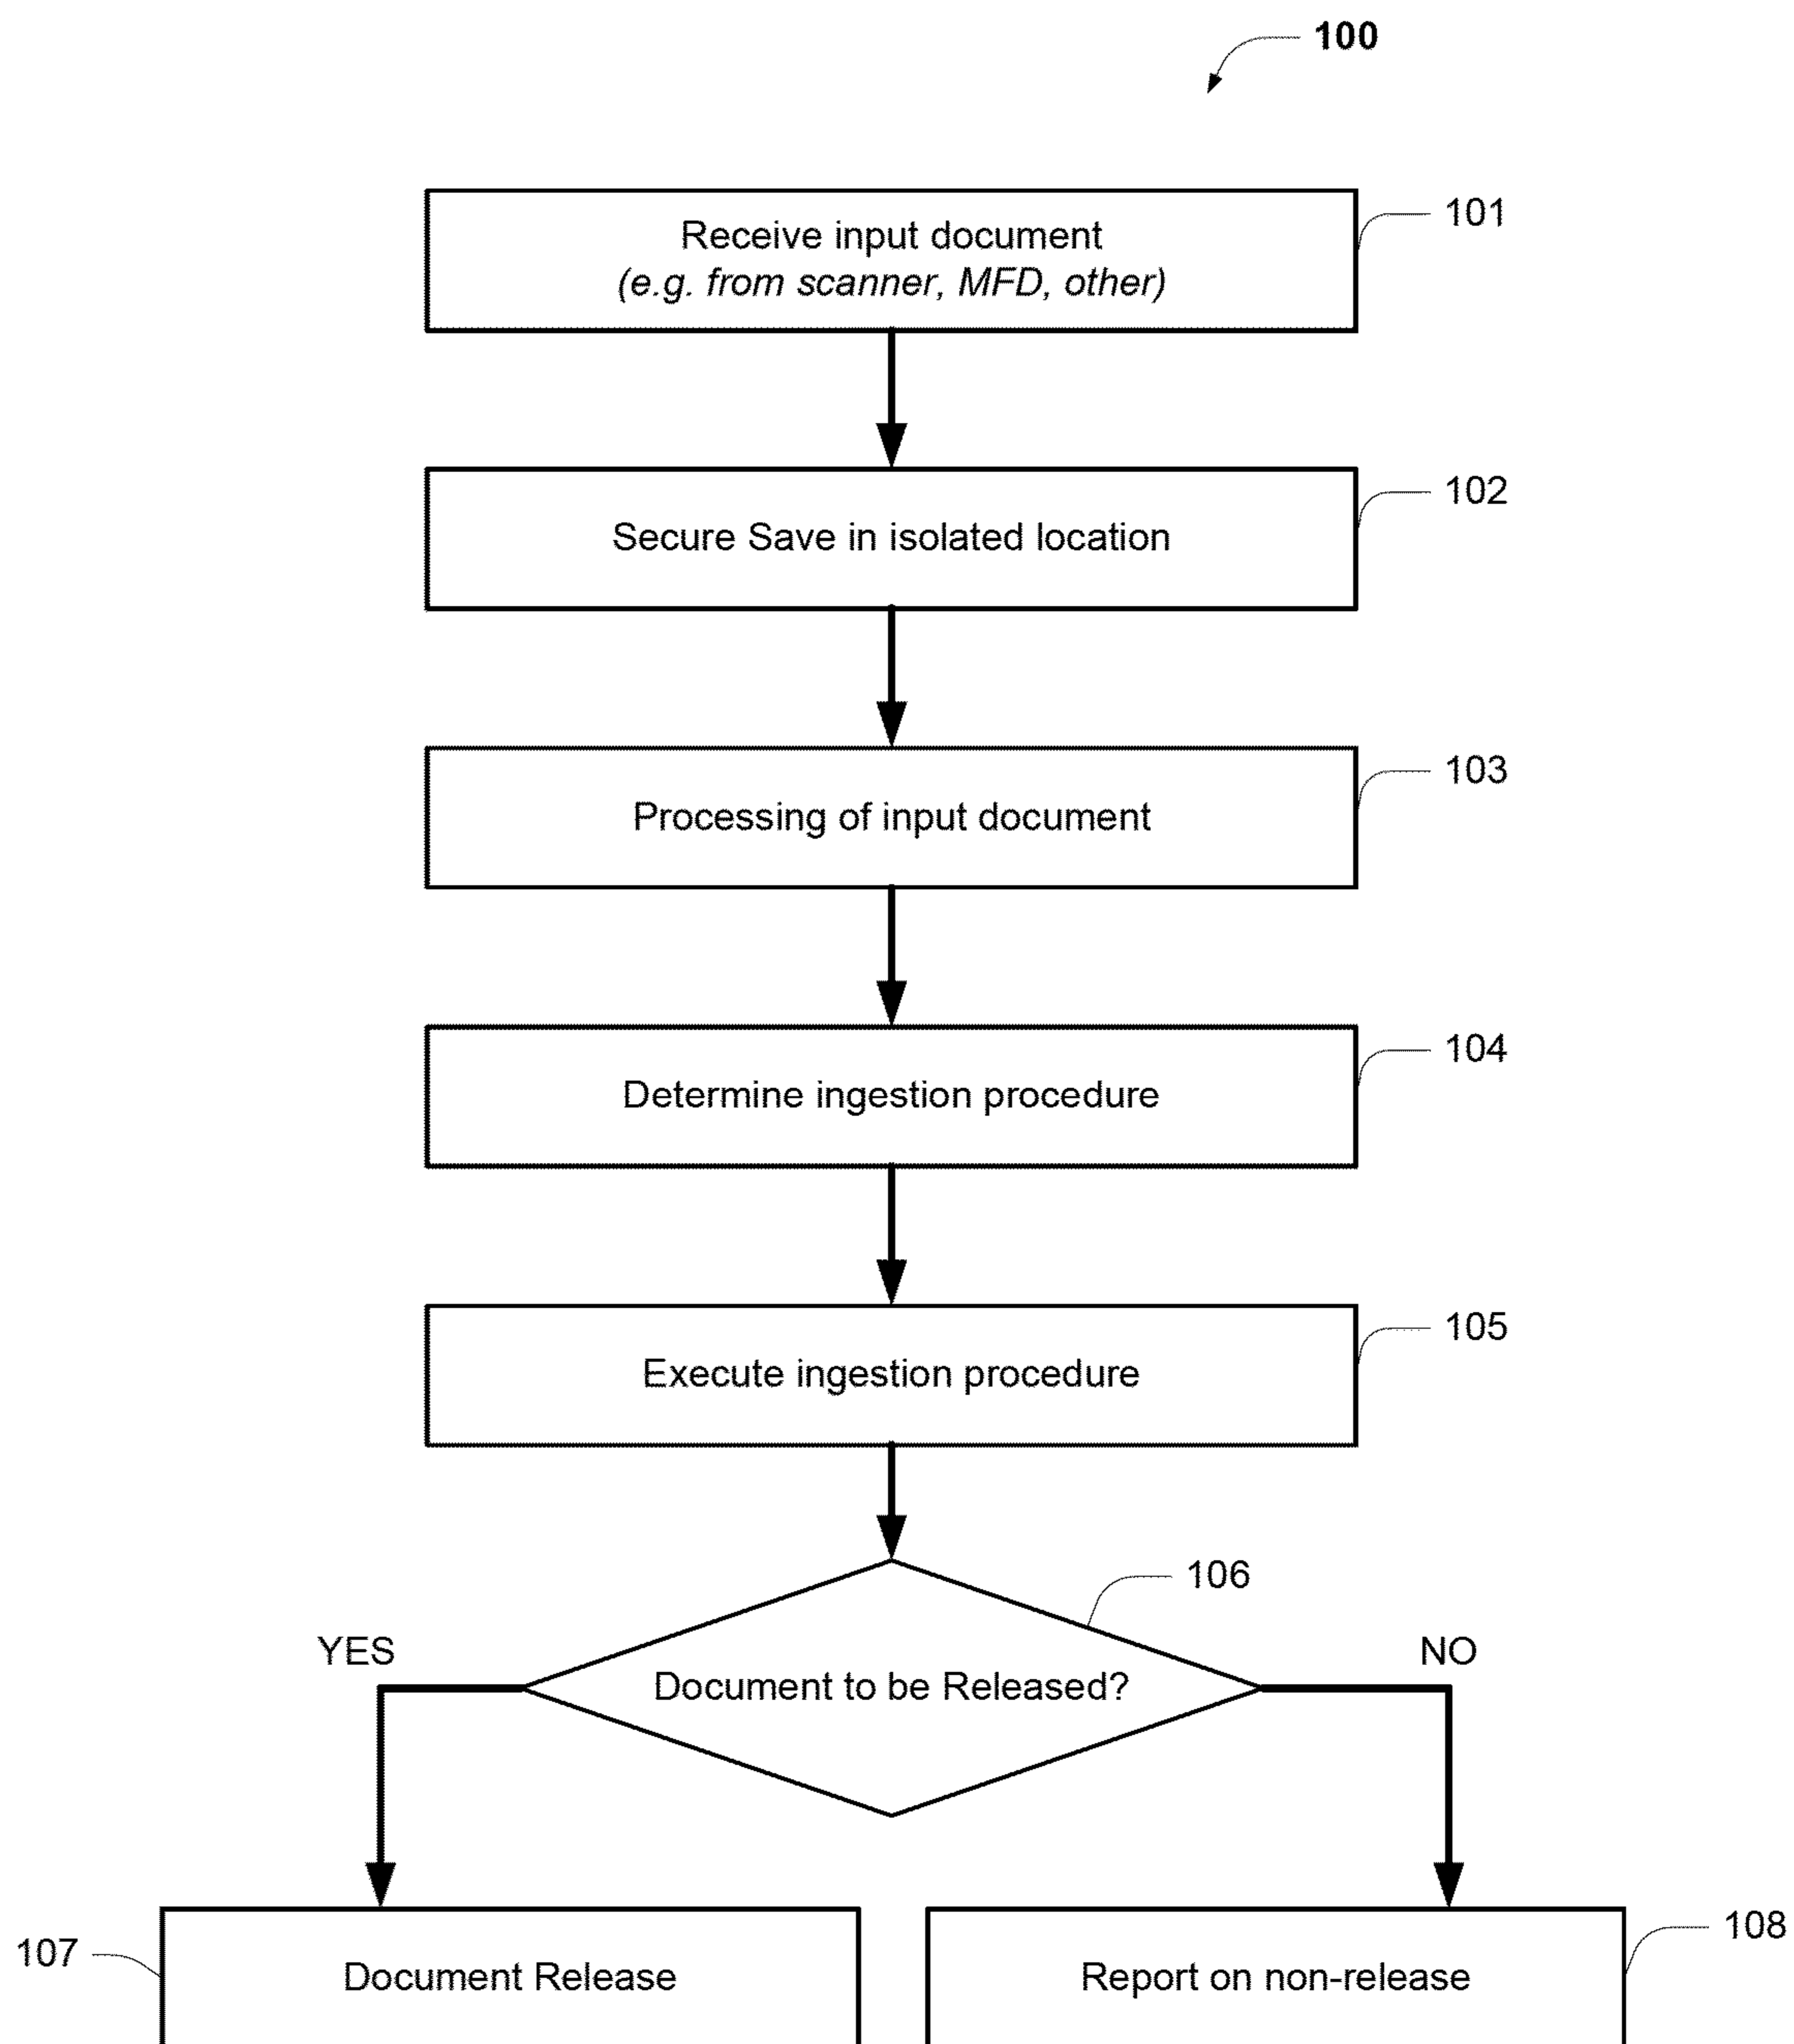 100
Receive input document
(e.g. from scanner, MFD, other)
101
Secure Save in isolated location
102
Processing of input document
103
Determine ingestion procedure
104
Execute ingestion procedure
105
106
YES
Document to be Released?
NO
107
Document Release
Report on non-release
108